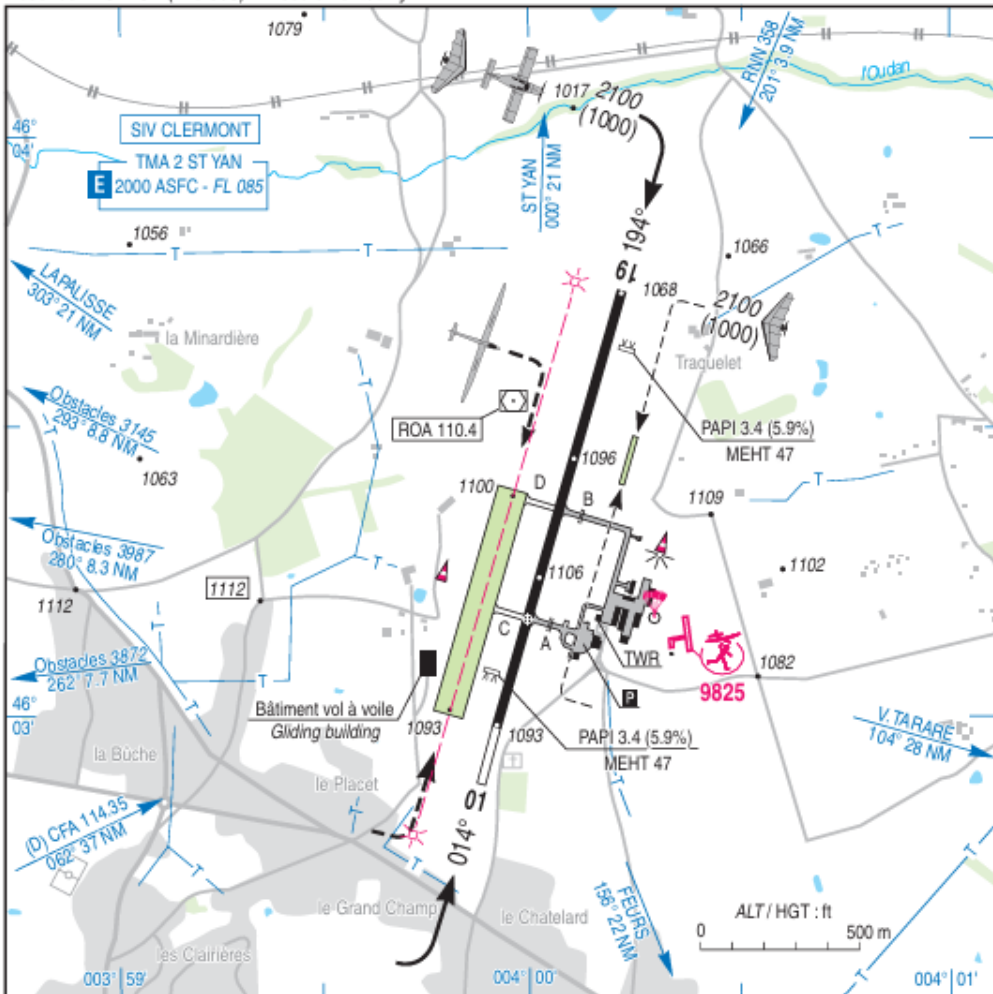 1079
1017
2100
(1000)
RNN 358
201° 3.9 NM
l'Oudan
46°
04'
SIV CLERMONT
TMA 2 ST YAN
E
2000 ASFC - FL 085
ST YAN
000° 21 NM
194°
19
1056
T
T
T
T
1066
1068
2100
(1000)
LAPALISSE
303° 21 NM
la Minardière
Traquelet
Obstacles 3145
293° 8.8 NM
ROA 110.4
PAPI 3.4 (5.9%)
MEHT 47
1063
1096
T
1100
D
B
1109
Obstacles 3987
280° 8.3 NM
T
1106
1102
1112
1112
C
A
TWR
Obstacles 3872
262° 7.7 NM
T
1082
9825
P
46°
03'
Bâtiment vol à voile
Gliding building
1093
1093
PAPI 3.4 (5.9%)
MEHT 47
V. TARARE
104° 28 NM
la Bûche
le Placet
01
014°
T
T
T
T
T
(D) CFA 114.35
062° 37 NM
le Grand Champ
le Chatelard
FEURS
156° 22 NM
ALT / HGT : ft
0
500 m
les Clairières
T
003°
59'
004°
00'
004°
01'